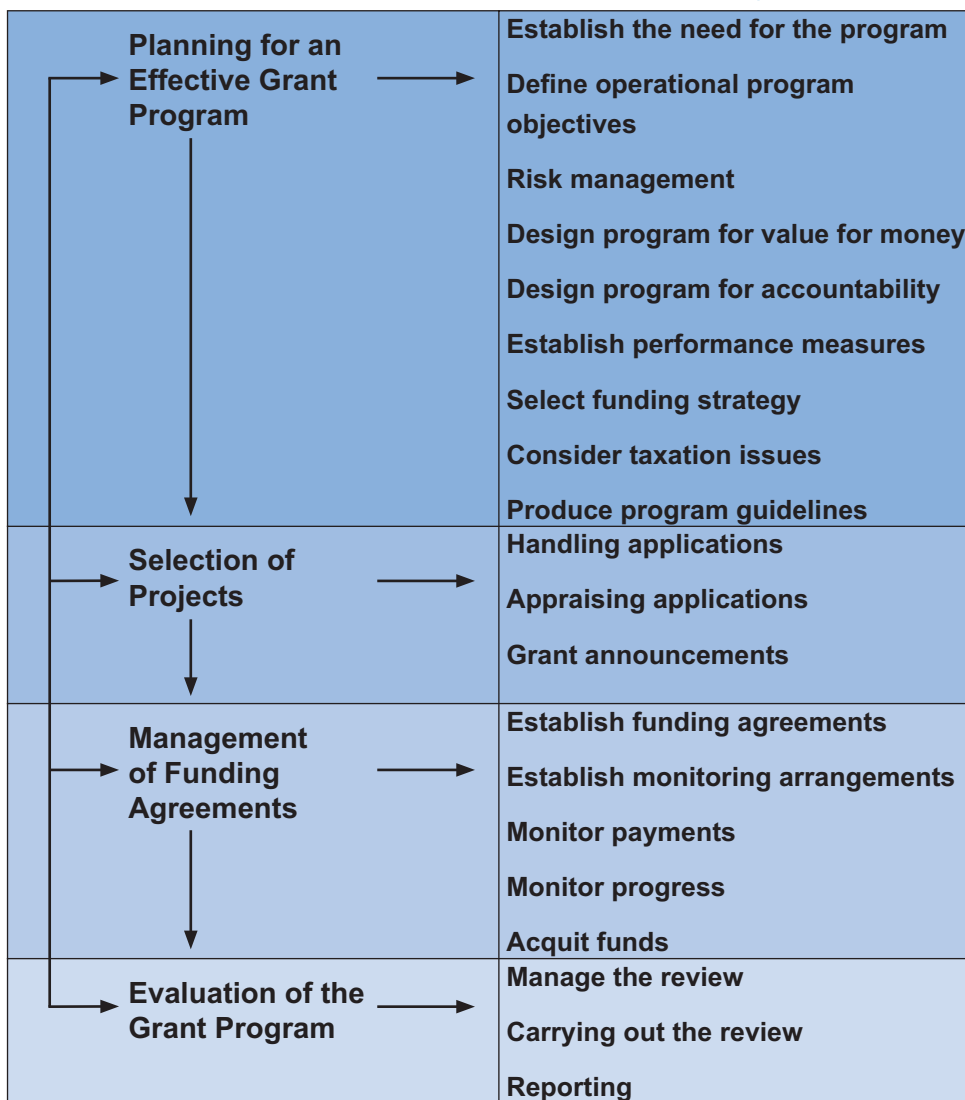 Planning for an
Effective Grant
Program
Establish the need for the program
Define operational program
objectives
Risk management
Design program for value for money
Design program for accountability
Establish performance measures
Select funding strategy
Consider taxation issues
Produce program guidelines
Selection of
Projects
Handling applications
Appraising applications
Grant announcements
Management
of Funding
Agreements
Establish funding agreements
Establish monitoring arrangements
Monitor payments
Monitor progress
Acquit funds
Evaluation of the
Grant Program
Manage the review
Carrying out the review
Reporting